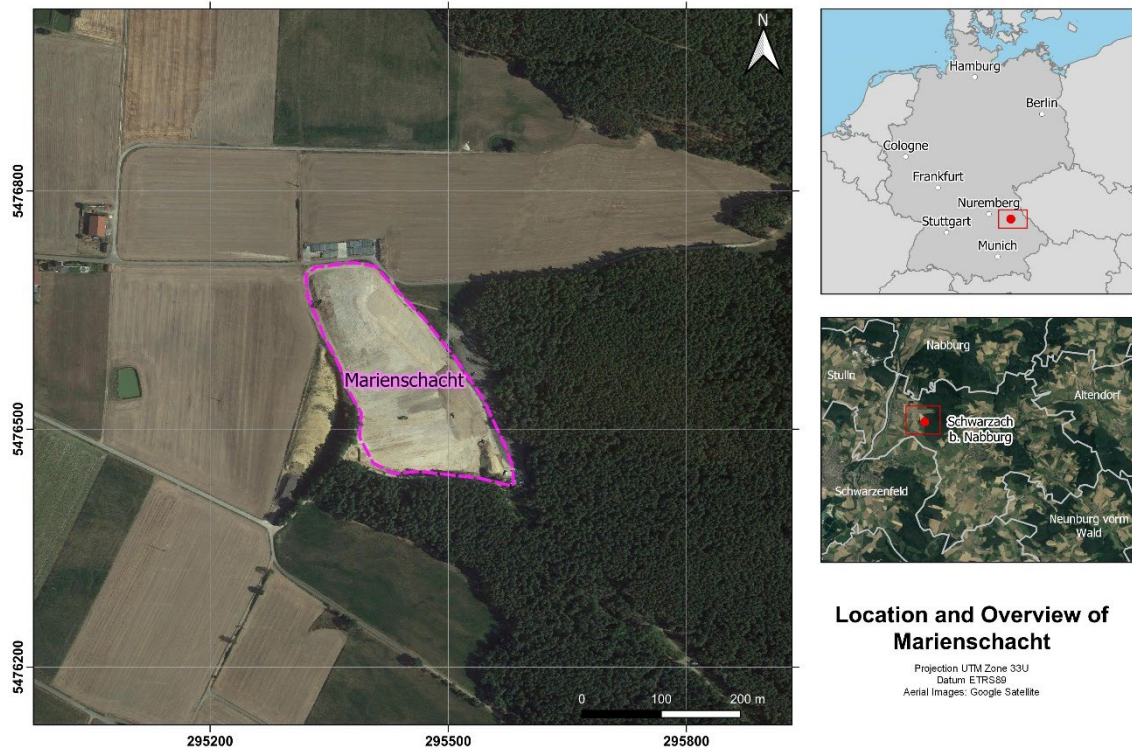 N
5476800
5476500
5476200
Marienschacht
0 100 200 m
295200
295500
295800
Hamburg
Berlin
Cologne
Frankfurt
Nuremberg
Stuttgart
Munich
Nabburg
Stulln
Altendorf
Schwarzach
b. Nabburg
Schwarzenfeld
Neunburg vorm
Wald
Location and Overview of
Marienschacht
Projection UTM Zone 33U
Datum ETRS89
Aerial Images: Google Satellite